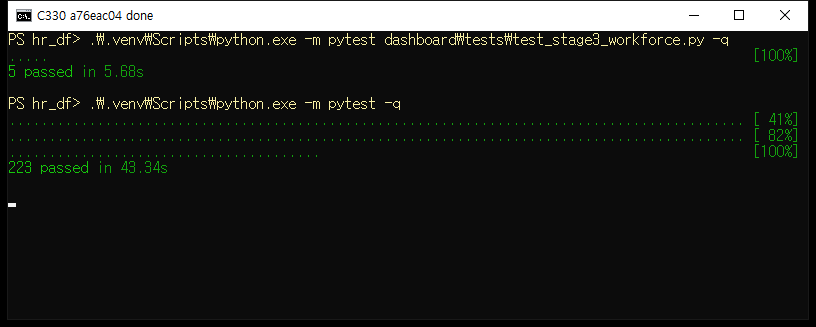 C330 a76eac04 done
PS hr_df> .₩.venv₩Scripts₩python.exe -m pytest dashboard₩tests₩test_stage3_workforce.py -q
..... [100%]
5 passed in 5.68s
PS hr_df> .₩.venv₩Scripts₩python.exe -m pytest -q
............................................................................................ [ 41%]
............................................................................................ [ 82%]
....................................... [100%]
223 passed in 43.34s